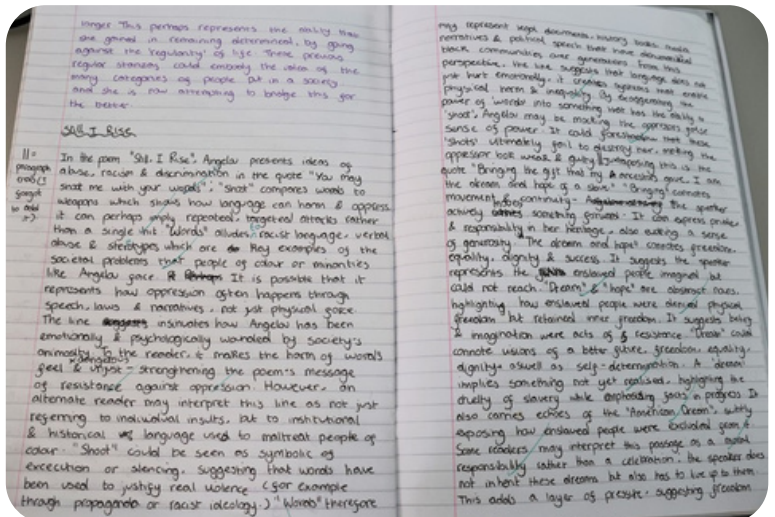 longer. This perhaps represents the ability that
she gained in remaining determined, by going
against the 'regularity' of life. These previous
regular stanzas could embody the idea of the
many categories of people put in a society
and she is now attempting to bridge this for
the better.
Still I Rise
|| =
paragraph
breaks I
forgot
to add
in :)
In the poem "Still I Rise", Angelou presents ideas of
abuse, racism & discrimination in the quote "You may
shoot me with your words"; "Shoot" compares words to
weapons which shows how language can harm & oppress.
it can perhaps imply repeated, targeted attacks rather
than a single hit. "Words" alludes to racist language, verbal
abuse & sterotypes which are key examples of the
societal problems that people of colour or minorities
like Angelou face. It is possible that it
represents how oppression often happens through
speech, laws & narratives, not just physical force.
The line insinuates how Angelou has been
emotionally & psychologically wounded by society's
animosity. To the reader, it makes the harm of words
feel dangerous & unjust - strengthening the poem's message
of resistance against oppression. However, an
alternate reader may interpret this line as not just
referring to individual insults, but to institutional
& historical language used to maltreat people of
colour. "Shoot" could be seen as symbolic of
excecution or silencing, suggesting that words have
been used to justify real violence (for example
through propaganda or racist ideology.) "Words" therefore
may represent legal documents, history books, media
narratives & political speech that have dehumanised
black communities over generations. From this
perspective, the line suggests that language does not
just hurt emotionally, it creates systems that enable
physical harm & inequality. By exaggerating the
power of 'words' into something that has the ability to
'shoot', Angelou may be mocking the oppressors false
sense of power. It could foreshadow that these
'shots' ultimately fail to destroy her, making the
oppressor look weak & guilty || Juxtaposing this is the
quote "Bringing the gift that my ancestors gave, I am
the dream and hope of a slave" "Bringing" connotes
movement & continuity - the speaker
actively moves something forward. It can express pride
& responsibility in her heritage, also evoking a sense
of generosity. "The dream and hope" connotes freedom,
equality, dignity & success. It suggests the speaker
represents the enslaved people imagined but
could not reach. "Dream" & "hope" are abstract nouns,
highlighting how enslaved people were denied physical
freedom but retained inner freedom. It suggests being
& imagination were acts of resistance. "Dream" could
connote visions of a better future, freedom, equality,
dignity aswell as self-determination. A 'dream'
implies something not yet realised, highlighting the
cruelty of slavery while emphasising gains in progress. It
also carries echoes of the "American Dream", subtly
exposing how enslaved people were excluded from it.
Some readers may interpret this passage as a moral
responsibility rather than a celebration, the speaker does
not inherit these dreams but also has to live up to them.
This adds a layer of pressure, suggesting freedom